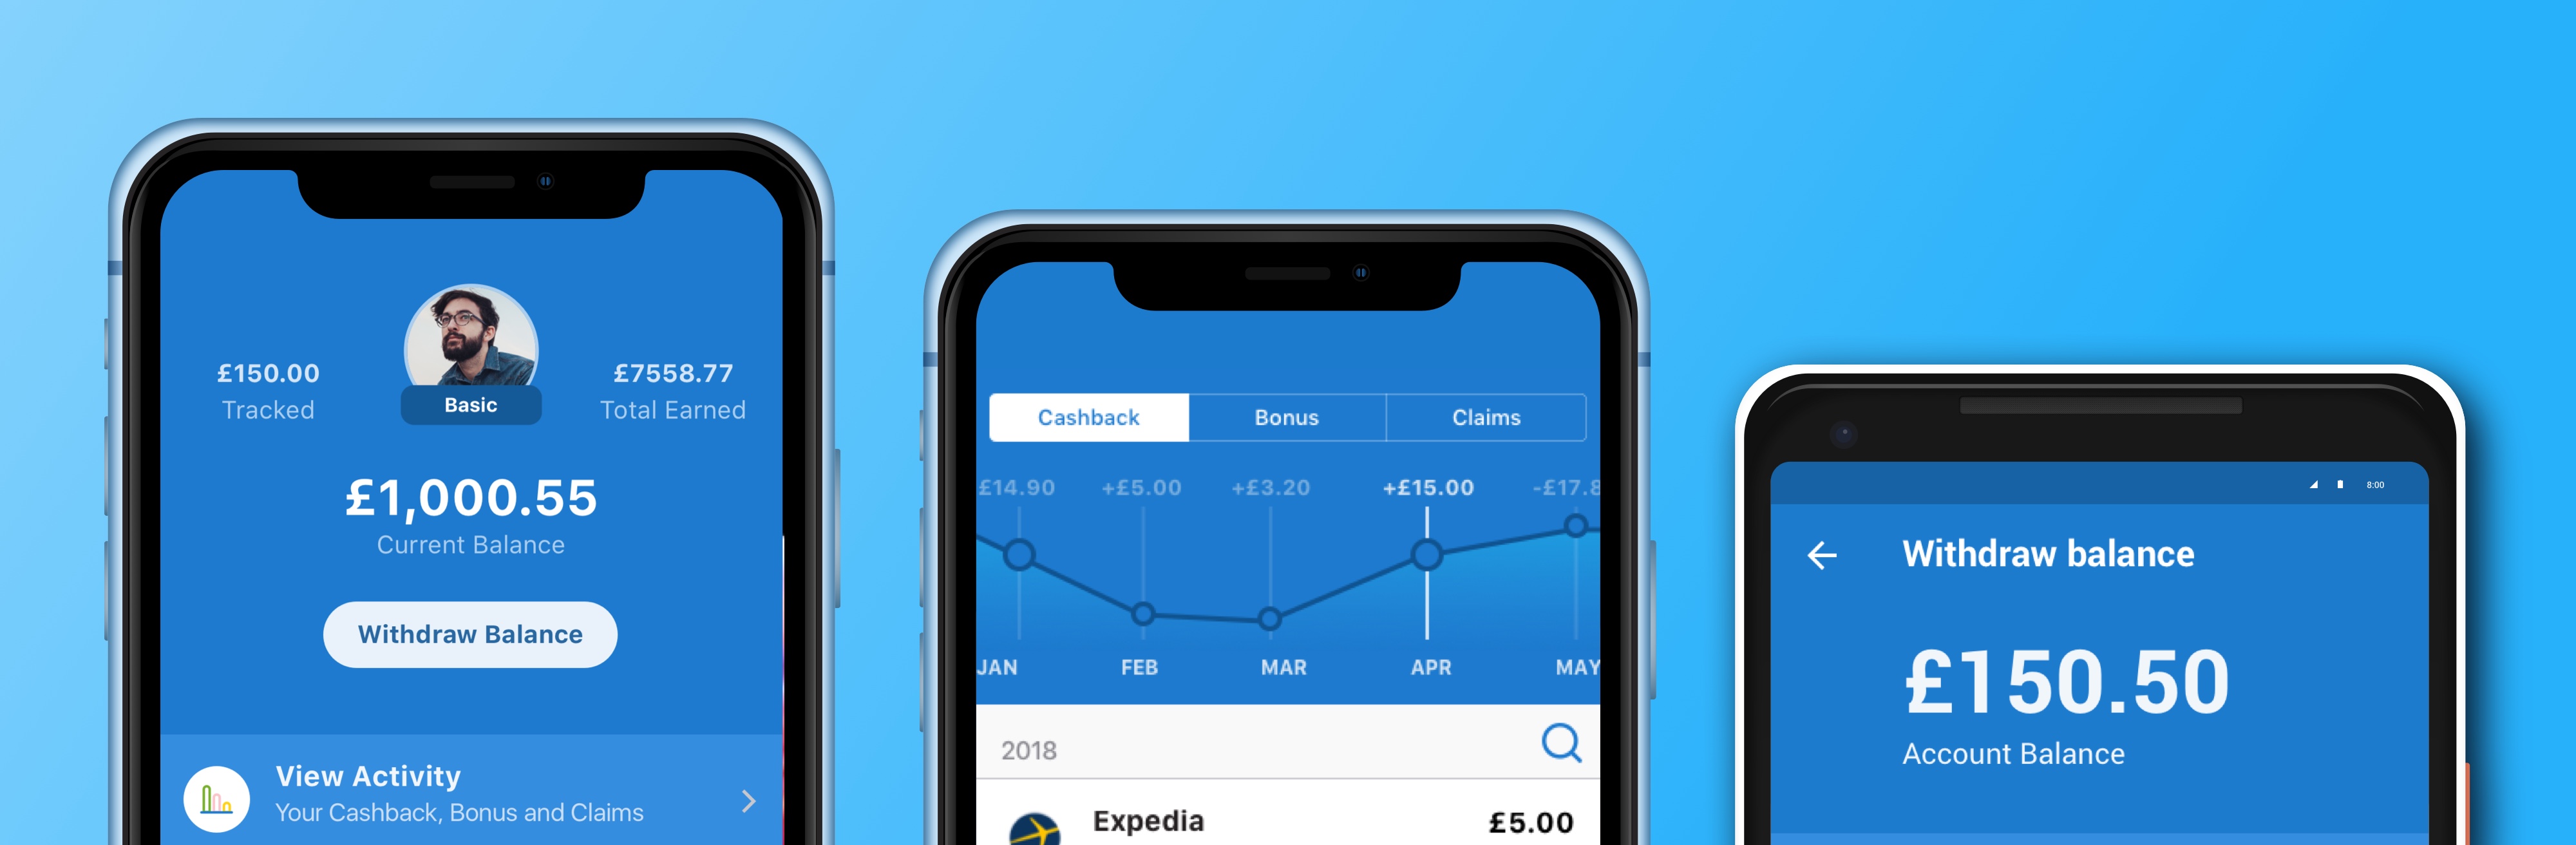 £150.00
Tracked
Basic
£7558.77
Total Earned
£1,000.55
Current Balance
Withdraw Balance
View Activity
Your Cashback, Bonus and Claims
Cashback Bonus Claims
£14.90 +£5.00 +£3.20 +£15.00 -£17.8
JAN FEB MAR APR MAY
2018
Expedia £5.00
8:00
Withdraw balance
£150.50
Account Balance